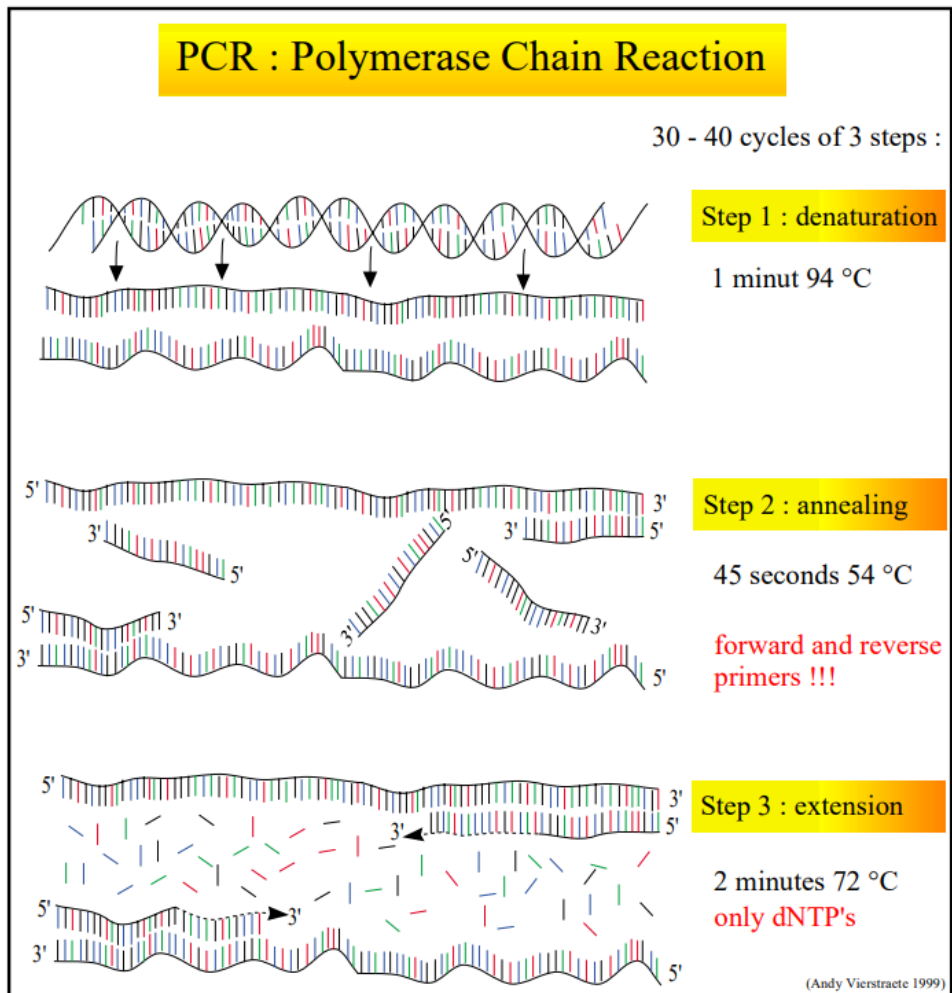 PCR : Polymerase Chain Reaction
30 - 40 cycles of 3 steps :
Step 1 : denaturation
1 minut 94 °C
5'
3'
Step 2 : annealing
3'
5'
5'
3'
5'
45 seconds 54 °C
5'
3'
5'
3'
3'
3'
5'
forward and reverse
primers !!!
5'
3'
Step 3 : extension
3'
5'
2 minutes 72 °C
only dNTP's
5'
3'
3'
5'
(Andy Vierstraete 1999)